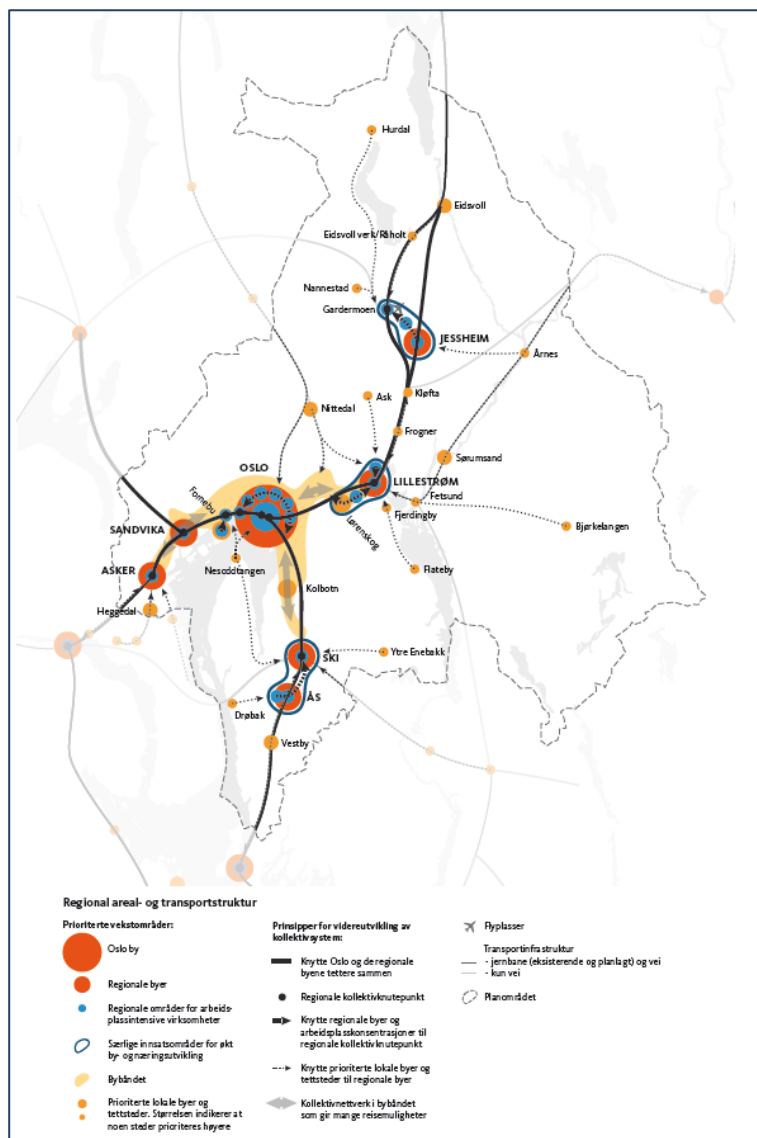 Hurdal
Eidsvoll
Eidsvoll verk/Råholt
Nannestad
Gardermoen
JESSHEIM
Årnes
Ask
Kløfta
Nittedal
Frogner
Sørumsand
OSLO
LILLESTRØM
Fornebu
Fetsund
Lørenskog
Fjerdingby
Bjørkelangen
SANDVIKA
Nesoddtangen
Flateby
ASKER
Kolbotn
Heggedal
Ytre Enebakk
SKI
ÅS
Drøbak
Vestby
Regional areal- og transportstruktur
Prioriterte vekstområder:
Oslo by
Regionale byer
Regionale områder for arbeids-
plassintensive virksomheter
Særlige innsatsområder for økt
by- og næringsutvikling
Bybåndet
Prioriterte lokale byer og
tettsteder. Størrelsen indikerer at
noen steder prioriteres høyere
Prinsipper for videreutvikling av
kollektivsystem:
Knytte Oslo og de regionale
byene tettere sammen
Regionale kollektivknutepunkt
Knytte regionale byer og
arbeidsplasskonsentrasjoner til
regionale kollektivknutepunkt
Knytte prioriterte lokale byer og
tettsteder til regionale byer
Kollektivnettverk i bybåndet
som gir mange reisemuligheter
Flyplasser
Transportinfrastruktur
- jernbane (eksisterende og planlagt) og vei
- kun vei
Planområdet